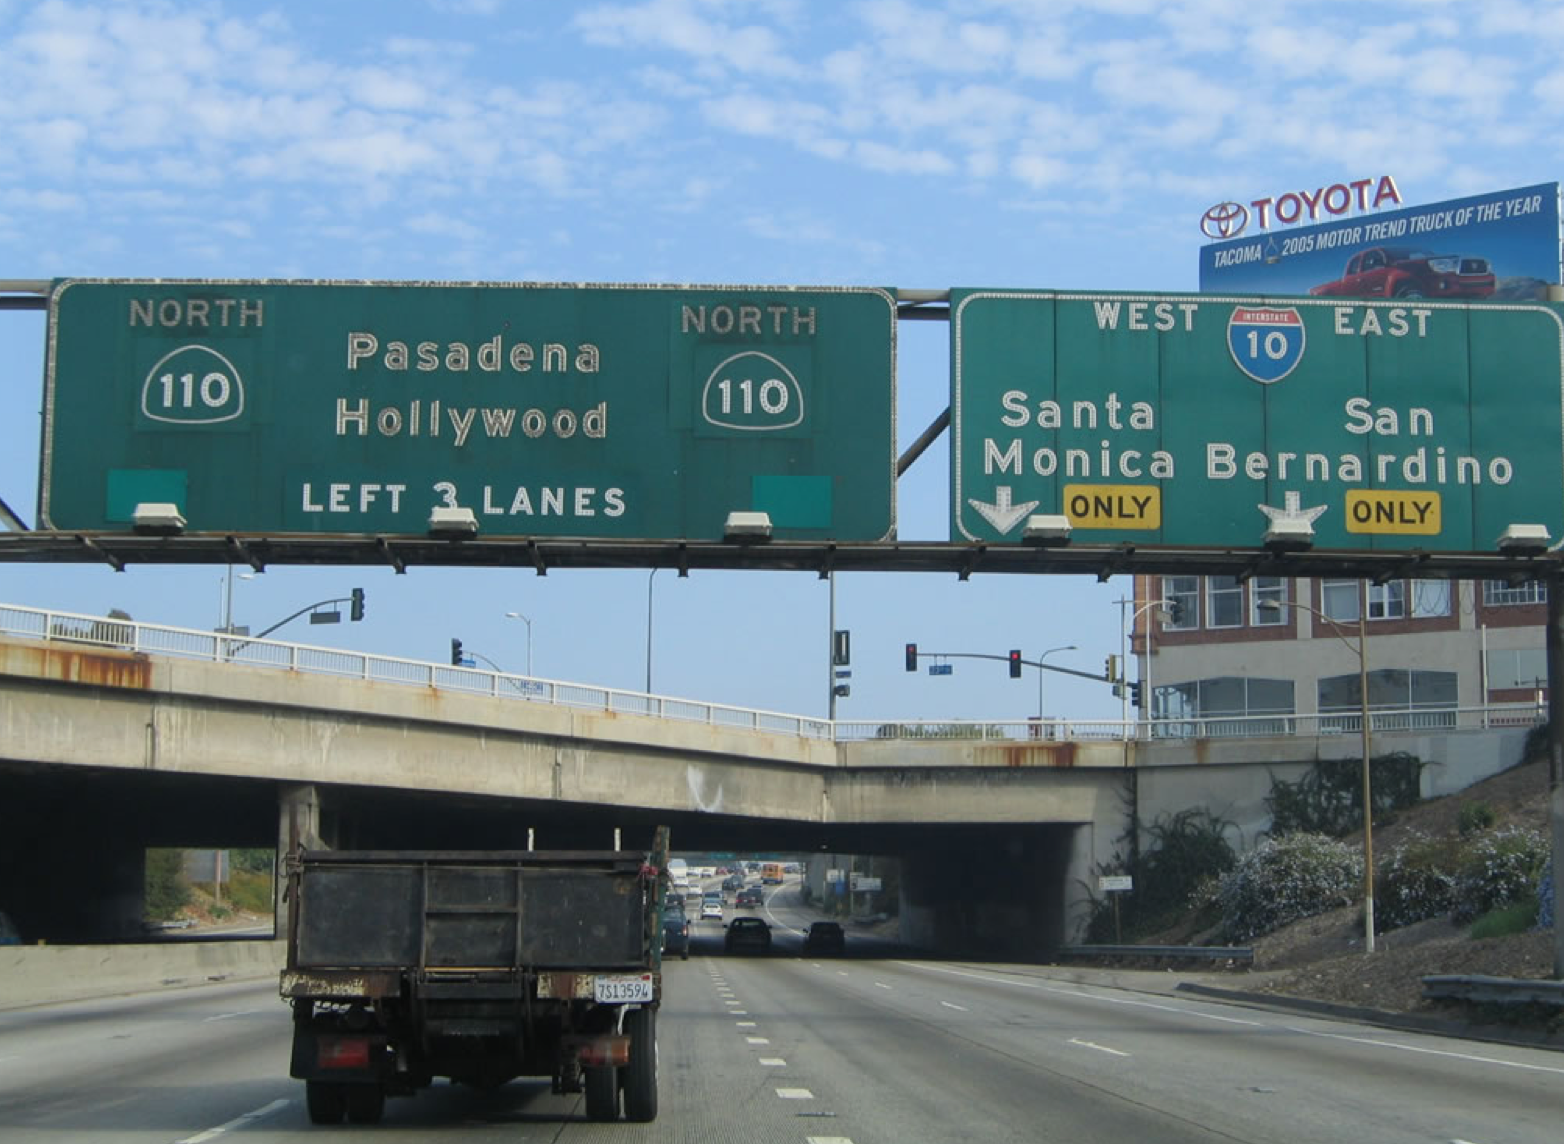 TOYOTA
TACOMA 2005 MOTOR TREND TRUCK OF THE YEAR
NORTH
110
Pasadena
Hollywood
NORTH
110
LEFT 3 LANES
WEST
INTERSTATE
10
EAST
Santa
Monica
San
Bernardino
ONLY
ONLY
7S13594